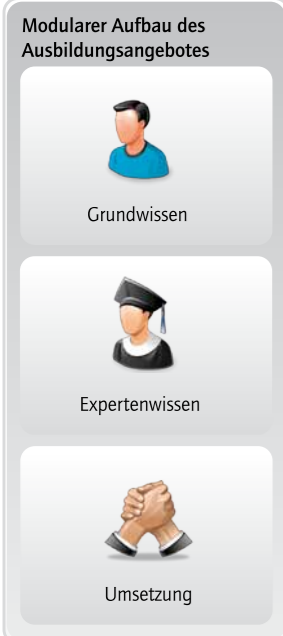 Modularer Aufbau des
Ausbildungsangebotes
Grundwissen
Expertenwissen
Umsetzung